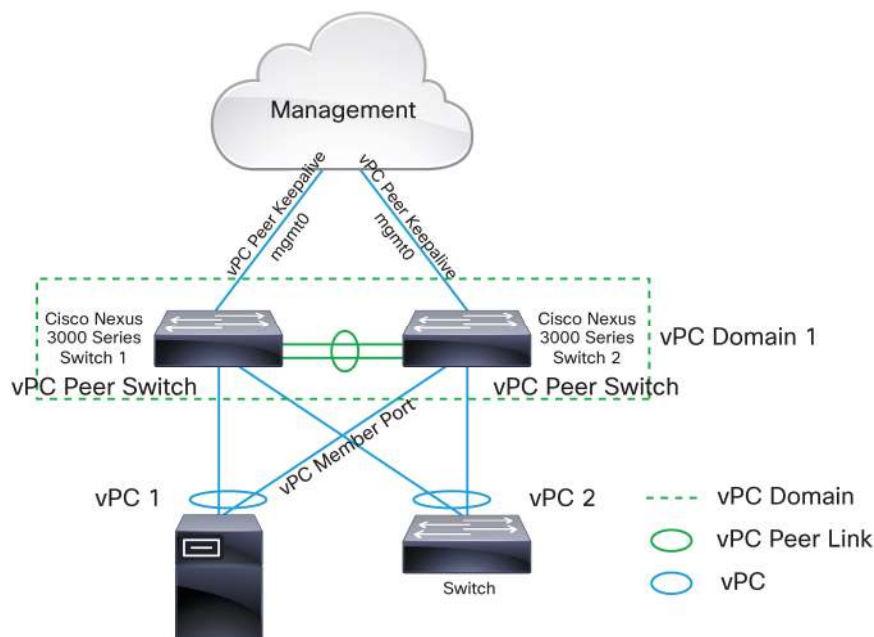 Management
vPC Peer Keepalive
mgmt0
vPC Peer Keepalive
mgmt0
Cisco Nexus
3000 Series
Switch 1
Cisco Nexus
3000 Series
Switch 2
vPC Domain 1
vPC Peer Switch
vPC Peer Switch
vPC Member Port
vPC 1
vPC 2
Switch
vPC Domain
vPC Peer Link
vPC